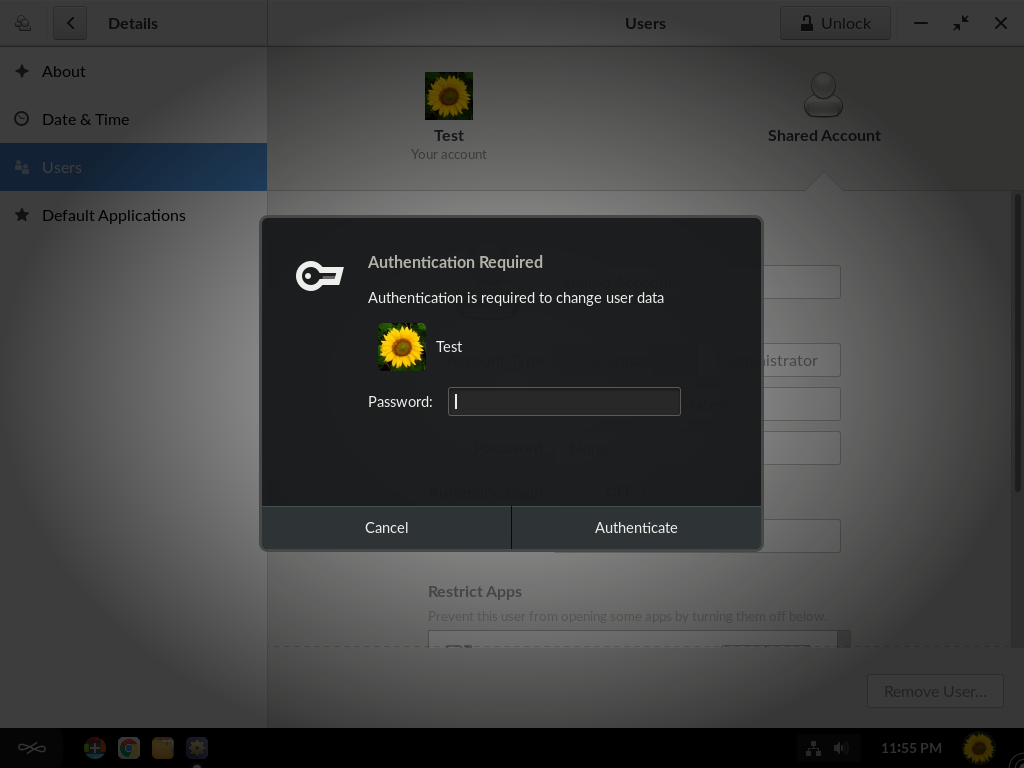 Details
Users
Unlock
About
Date & Time
Users
Default Applications
Test
Your account
Shared Account
Authentication Required
Authentication is required to change user data
Test
Password:
Cancel
Authenticate
Restrict Apps
Prevent this user from opening some apps by turning them off below.
Remove User...
11:55 PM